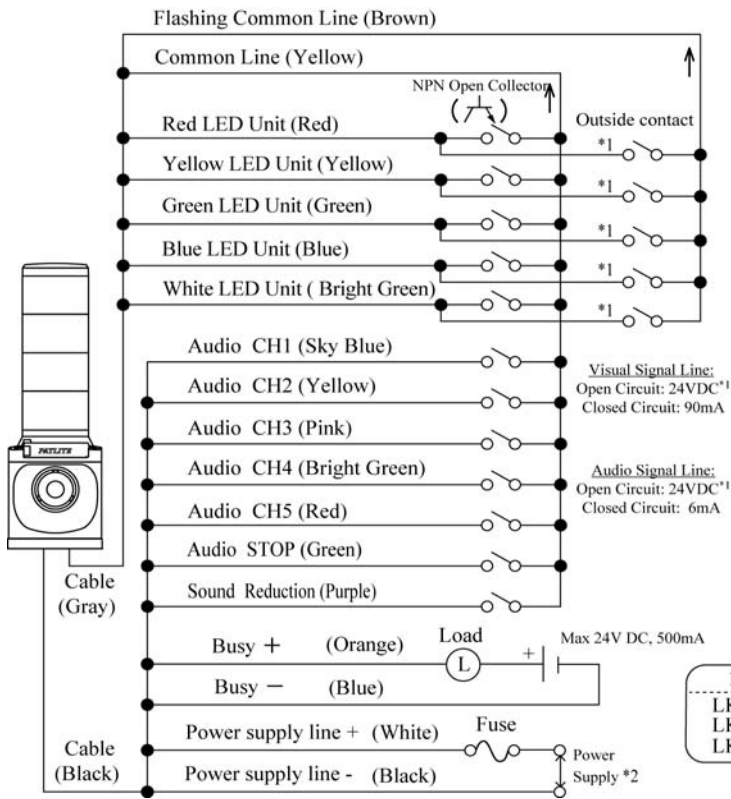 Flashing Common Line (Brown)
Common Line (Yellow)
NPN Open Collector
Red LED Unit (Red)
Outside contact
*1
Yellow LED Unit (Yellow)
*1
Green LED Unit (Green)
*1
Blue LED Unit (Blue)
*1
White LED Unit ( Bright Green)
*1
Audio CH1 (Sky Blue)
Visual Signal Line:
Open Circuit: 24VDC*1
Closed Circuit: 90mA
Audio CH2 (Yellow)
Audio CH3 (Pink)
PATLITE
Audio CH4 (Bright Green)
Audio Signal Line:
Open Circuit: 24VDC*1
Closed Circuit: 6mA
Audio CH5 (Red)
Audio STOP (Green)
Cable
(Gray)
Sound Reduction (Purple)
Busy + (Orange)
Load
L
+
Max 24V DC, 500mA
Busy − (Blue)
Power supply line + (White)
Fuse
Cable
(Black)
Power supply line - (Black)
Power
Supply *2